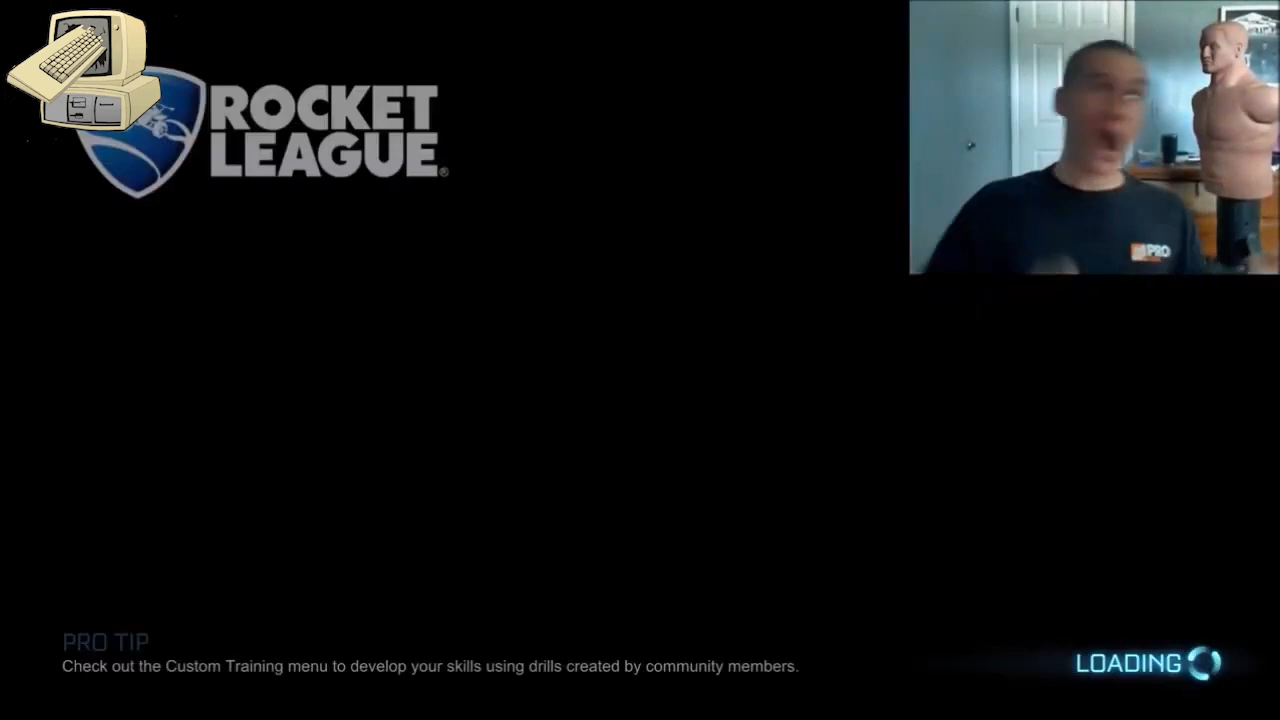 ROCKET
LEAGUE®
PRO
PRO TIP
Check out the Custom Training menu to develop your skills using drills created by community members.
LOADING